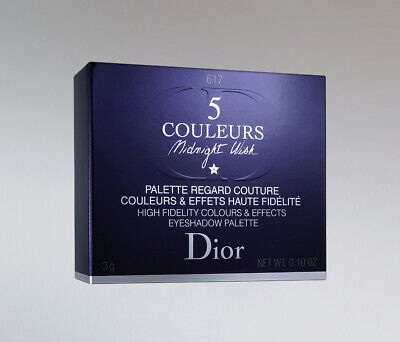 617
5
COULEURS
Midnight Wish
PALETTE REGARD COUTURE
COULEURS & EFFETS HAUTE FIDÉLITÉ
HIGH FIDELITY COLOURS & EFFECTS
EYESHADOW PALETTE
Dior
3 g NET WT. 0.10 OZ